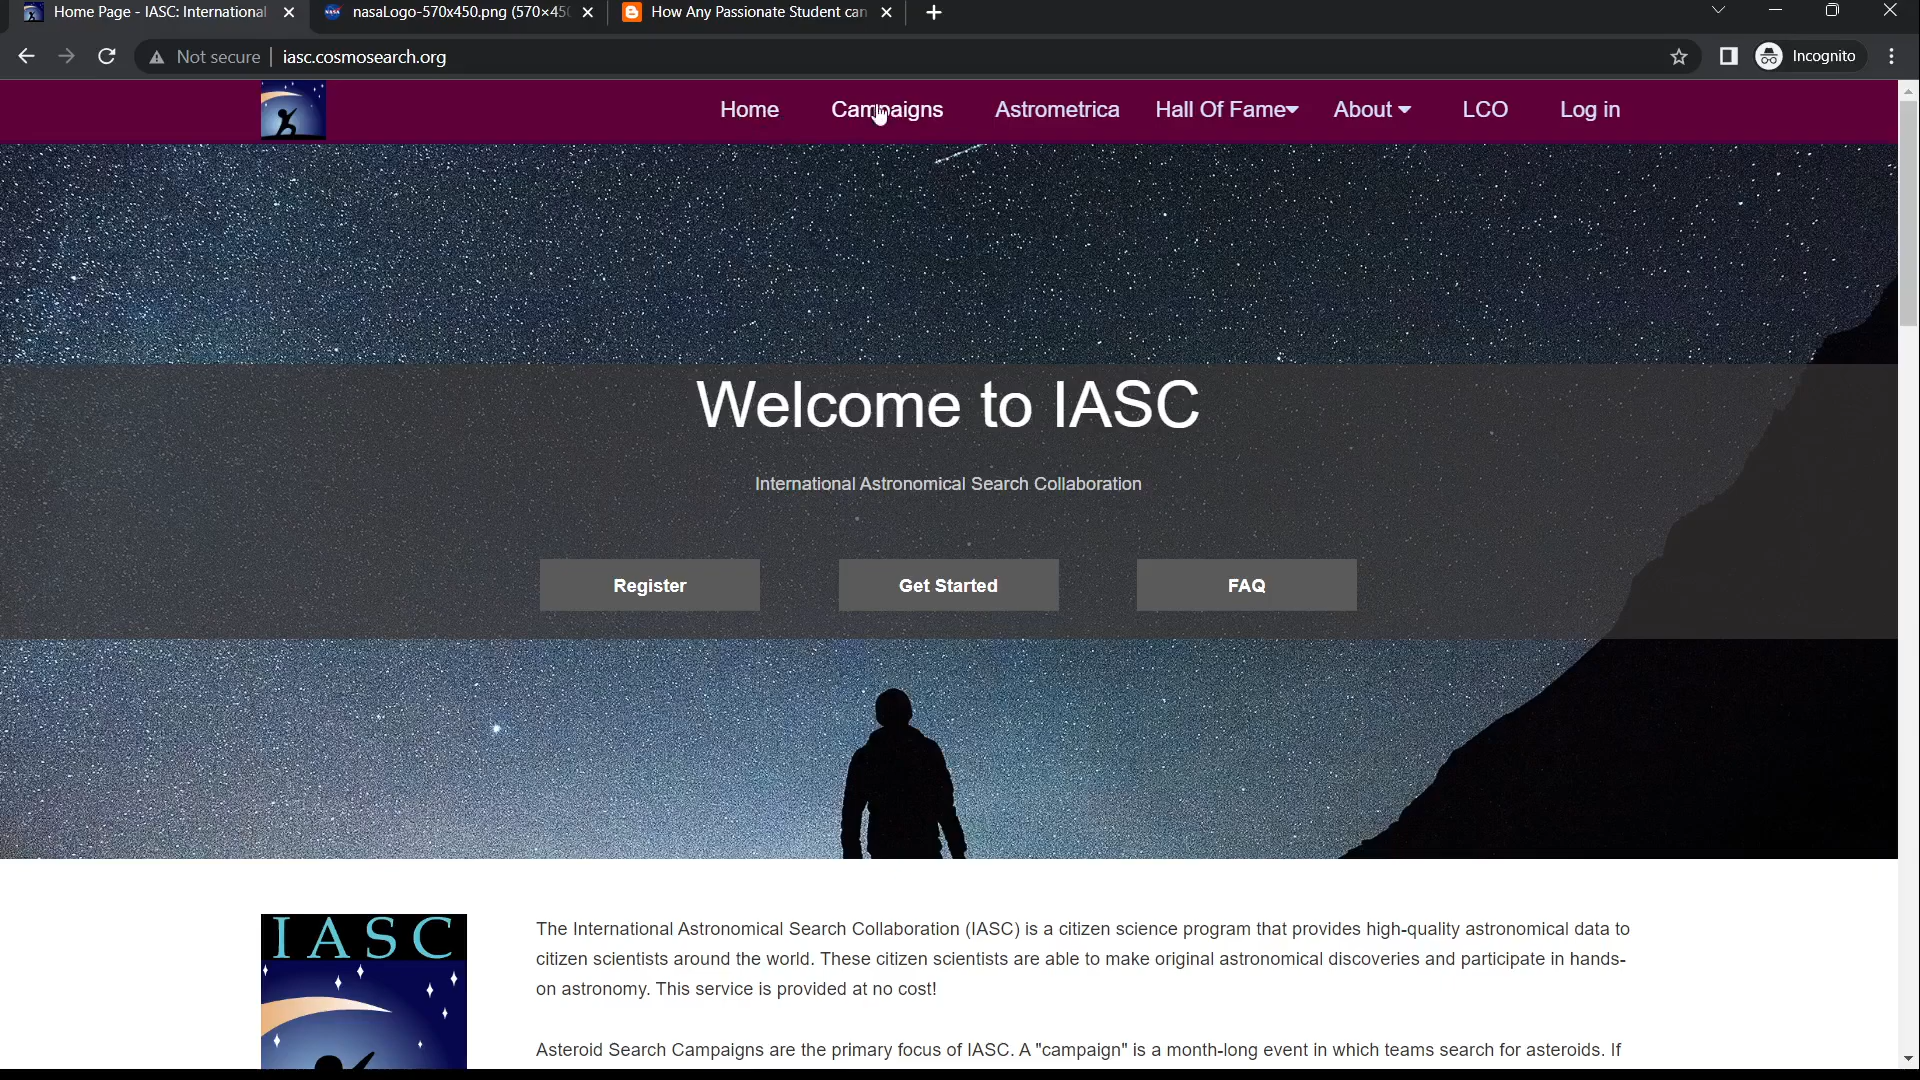 Home Page - IASC: International
nasaLogo-570x450.png (570×45
How Any Passionate Student can
Not secure
iasc.cosmosearch.org
Incognito
Home
Campaigns
Astrometrica
Hall Of Fame
About
LCO
Log in
Welcome to IASC
International Astronomical Search Collaboration
Register
Get Started
FAQ
IASC
The International Astronomical Search Collaboration (IASC) is a citizen science program that provides high-quality astronomical data to
citizen scientists around the world. These citizen scientists are able to make original astronomical discoveries and participate in hands-
on astronomy. This service is provided at no cost!
Asteroid Search Campaigns are the primary focus of IASC. A "campaign" is a month-long event in which teams search for asteroids. If